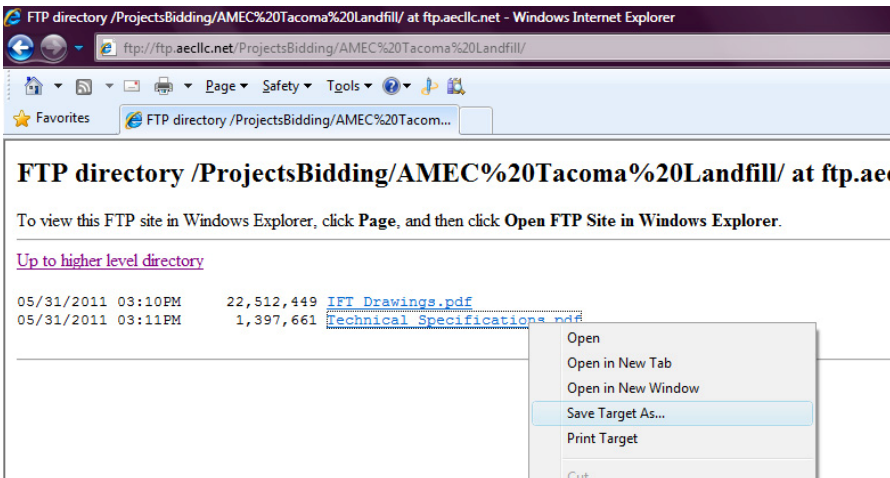 FTP directory /ProjectsBidding/AMEC%20Tacoma%20Landfill/ at ftp.aecllc.net - Windows Internet Explorer
ftp://ftp.aecllc.net/ProjectsBidding/AMEC%20Tacoma%20Landfill/
Page Safety Tools
Favorites FTP directory /ProjectsBidding/AMEC%20Tacom...
FTP directory /ProjectsBidding/AMEC%20Tacoma%20Landfill/ at ftp.aec
To view this FTP site in Windows Explorer, click Page, and then click Open FTP Site in Windows Explorer.
Up to higher level directory
05/31/2011 03:10PM 22,512,449 IFT Drawings.pdf
05/31/2011 03:11PM 1,397,661 Technical Specifications.pdf
Open
Open in New Tab
Open in New Window
Save Target As...
Print Target
Cut